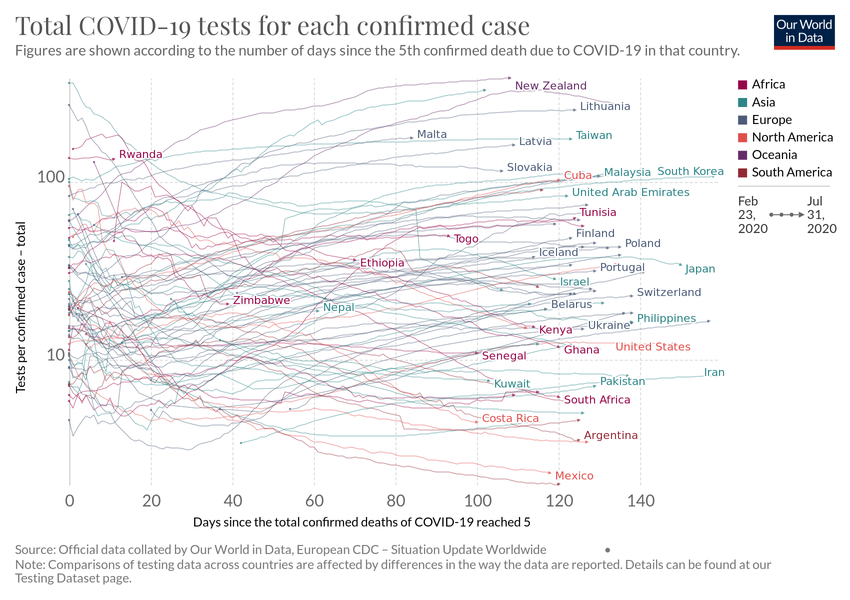 Total COVID-19 tests for each confirmed case
Figures are shown according to the number of days since the 5th confirmed death due to COVID-19 in that country.
Our World
in Data
Tests per confirmed case – total
100
10
New Zealand
Lithuania
Malta
Taiwan
Latvia
Rwanda
Slovakia
Cuba
Malaysia
South Korea
United Arab Emirates
Tunisia
Finland
Togo
Poland
Iceland
Ethiopia
Portugal
Japan
Israel
Switzerland
Zimbabwe
Belarus
Nepal
Philippines
Ukraine
Kenya
United States
Ghana
Senegal
Iran
Pakistan
Kuwait
South Africa
Costa Rica
Argentina
Mexico
0
20
40
60
80
100
120
140
Days since the total confirmed deaths of COVID-19 reached 5
Africa
Asia
Europe
North America
Oceania
South America
Feb
23,
2020
Jul
31,
2020
Source: Official data collated by Our World in Data, European CDC – Situation Update Worldwide
Note: Comparisons of testing data across countries are affected by differences in the way the data are reported. Details can be found at our
Testing Dataset page.